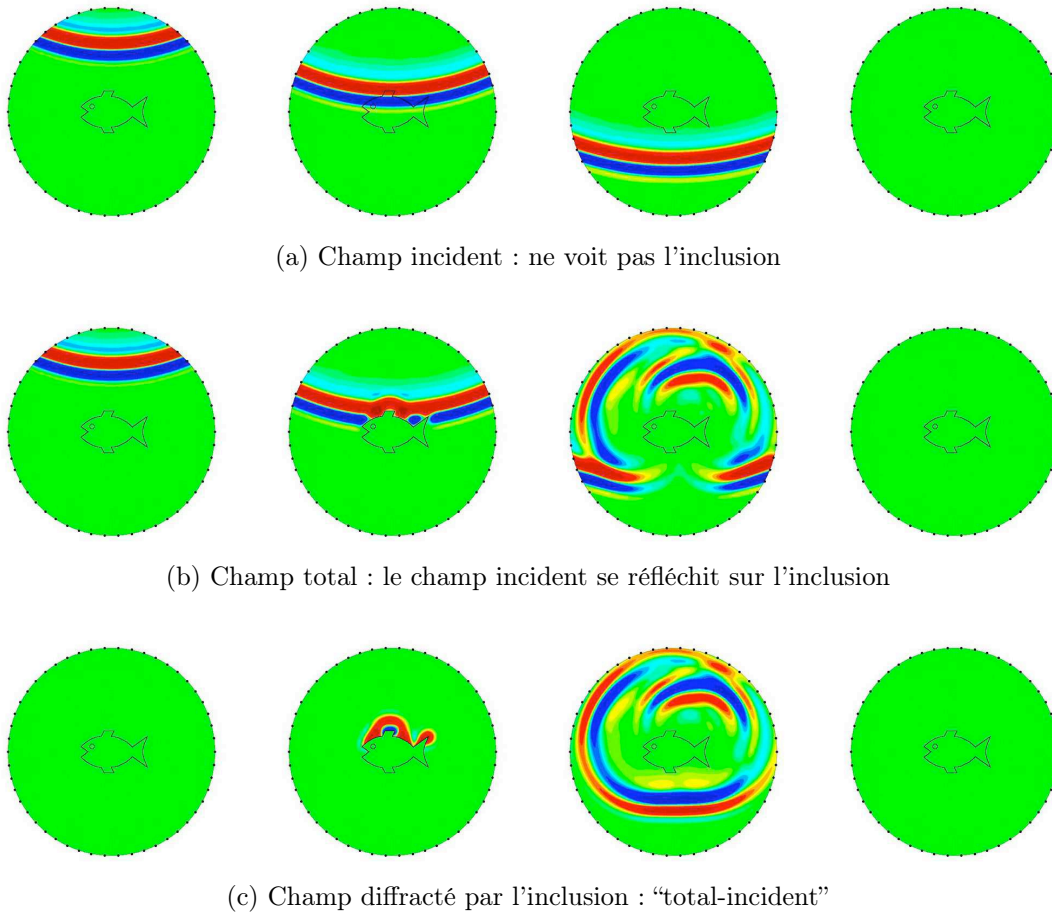 (a) Champ incident : ne voit pas l'inclusion
(b) Champ total : le champ incident se réfléchit sur l'inclusion
(c) Champ diffracté par l'inclusion : “total-incident”